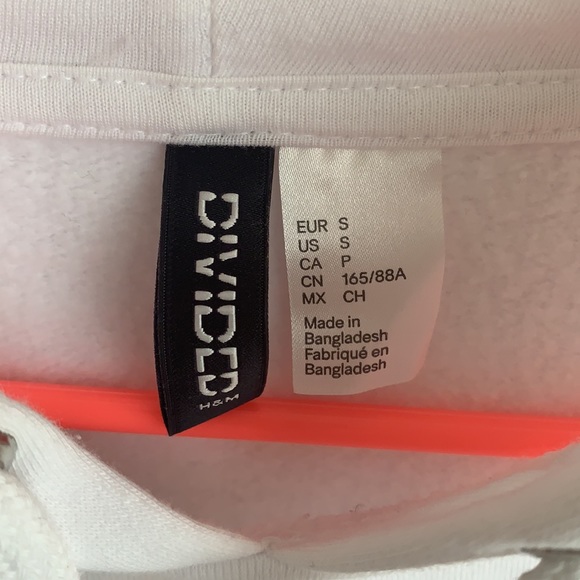 DIVIDED
H&M
EUR S
US S
CA P
CN 165/88A
MX CH
Made in
Bangladesh
Fabriqué en
Bangladesh